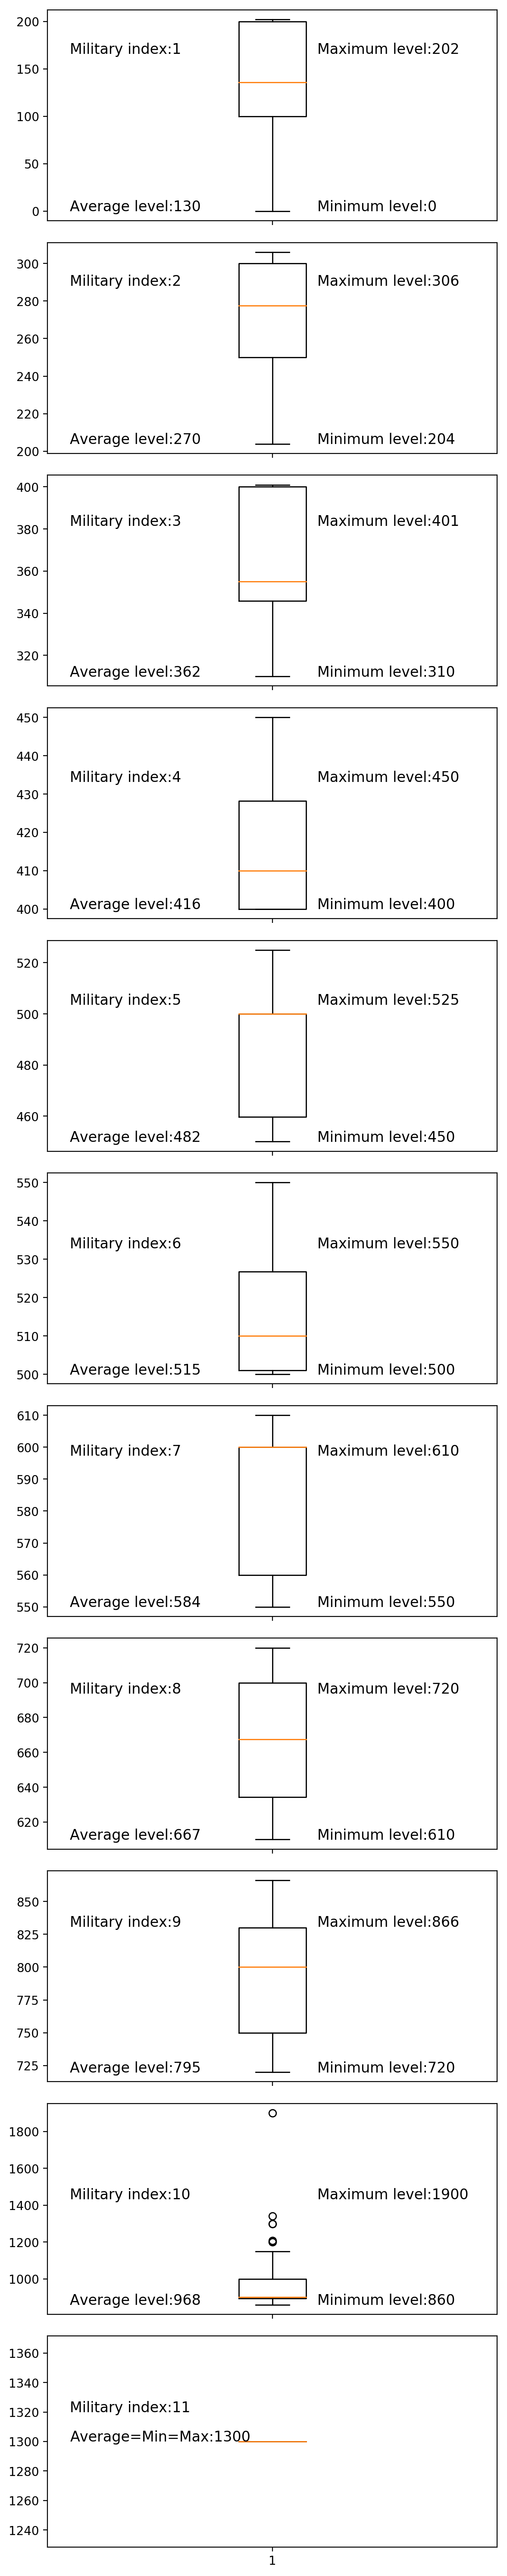 200
Military index:1
Maximum level:202
150
100
50
Average level:130
Minimum level:0
0
300
Military index:2
Maximum level:306
280
260
240
220
Average level:270
Minimum level:204
200
400
Military index:3
Maximum level:401
380
360
340
320
Average level:362
Minimum level:310
450
440
Military index:4
Maximum level:450
430
420
410
Average level:416
Minimum level:400
400
520
Military index:5
Maximum level:525
500
480
460
Average level:482
Minimum level:450
550
540
Military index:6
Maximum level:550
530
520
510
Average level:515
Minimum level:500
500
610
600
Military index:7
Maximum level:610
590
580
570
560
Average level:584
Minimum level:550
550
720
700
Military index:8
Maximum level:720
680
660
640
620
Average level:667
Minimum level:610
850
Military index:9
Maximum level:866
825
800
775
750
725
Average level:795
Minimum level:720
1800
1600
Military index:10
Maximum level:1900
1400
1200
1000
Average level:968
Minimum level:860
1360
1340
Military index:11
1320
Average=Min=Max:1300
1300
1280
1260
1240
1